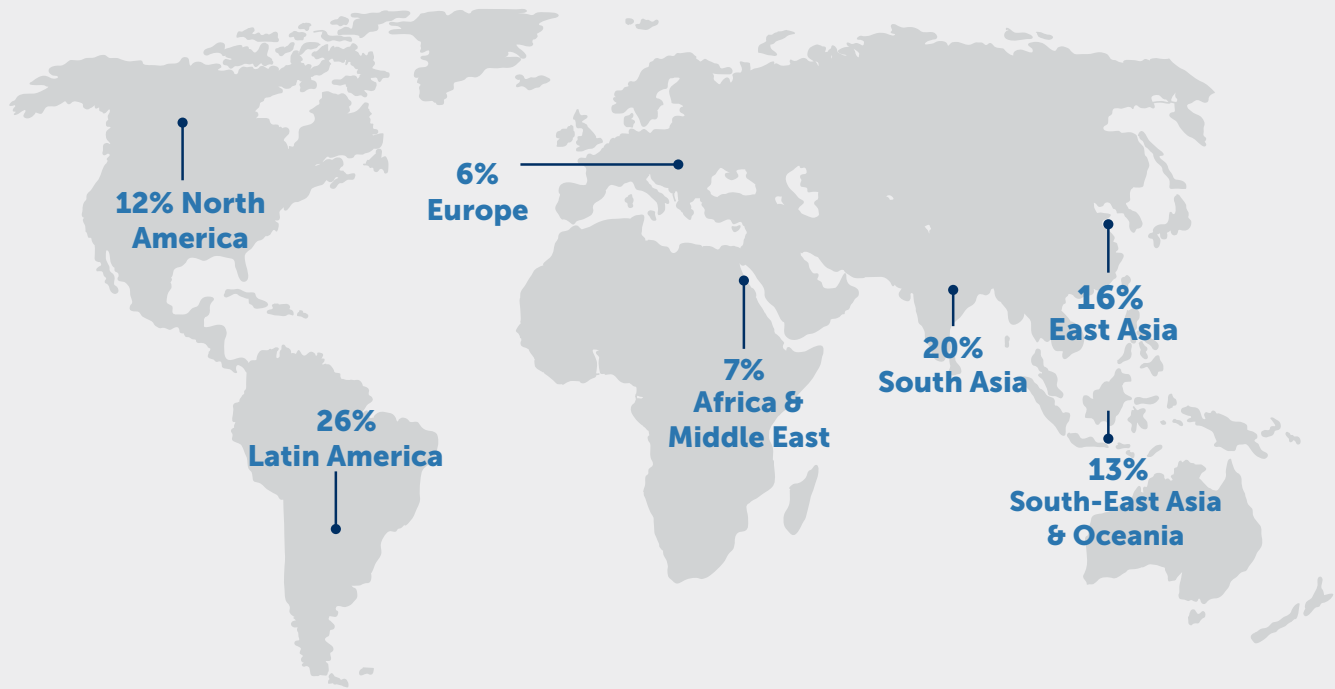 12% North
America
6%
Europe
16%
East Asia
20%
South Asia
7%
Africa &
Middle East
26%
Latin America
13%
South-East Asia
& Oceania